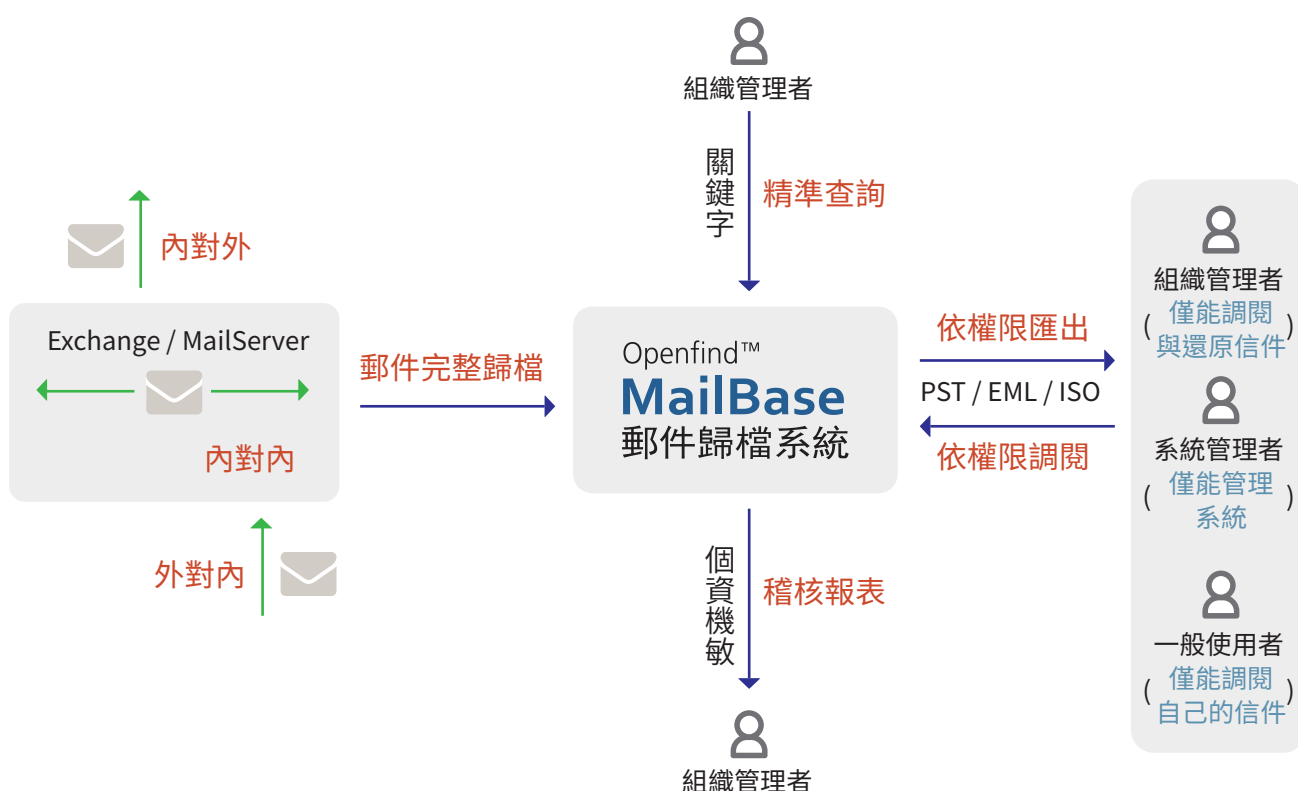 組織管理者
關鍵字
精準查詢
內對外
Exchange / MailServer
內對內
外對內
郵件完整歸檔
Openfind™
MailBase
郵件歸檔系統
依權限匯出
PST / EML / ISO
依權限調閱
個資機敏
稽核報表
組織管理者
組織管理者
( 僅能調閱
與還原信件 )
系統管理者
( 僅能管理
系統 )
一般使用者
( 僅能調閱
自己的信件 )